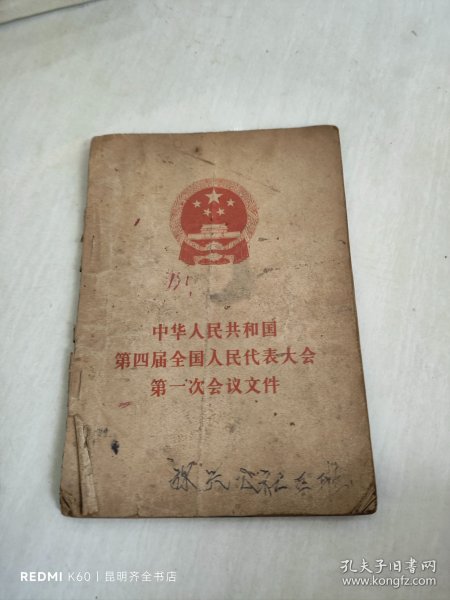 中华人民共和国
第四届全国人民代表大会
第一次会议文件
REDMI K60 | 昆明齐全书店
孔夫子旧书网
www.kongfz.com